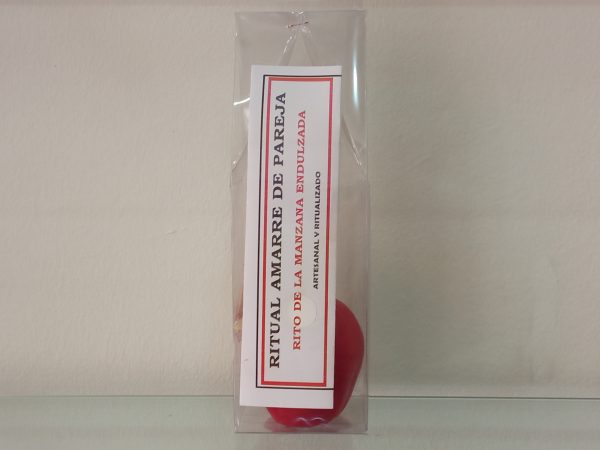 RITUAL AMARRE DE PAREJA
RITO DE LA MANZANA ENDULZADA
ARTESANAL Y RITUALIZADO